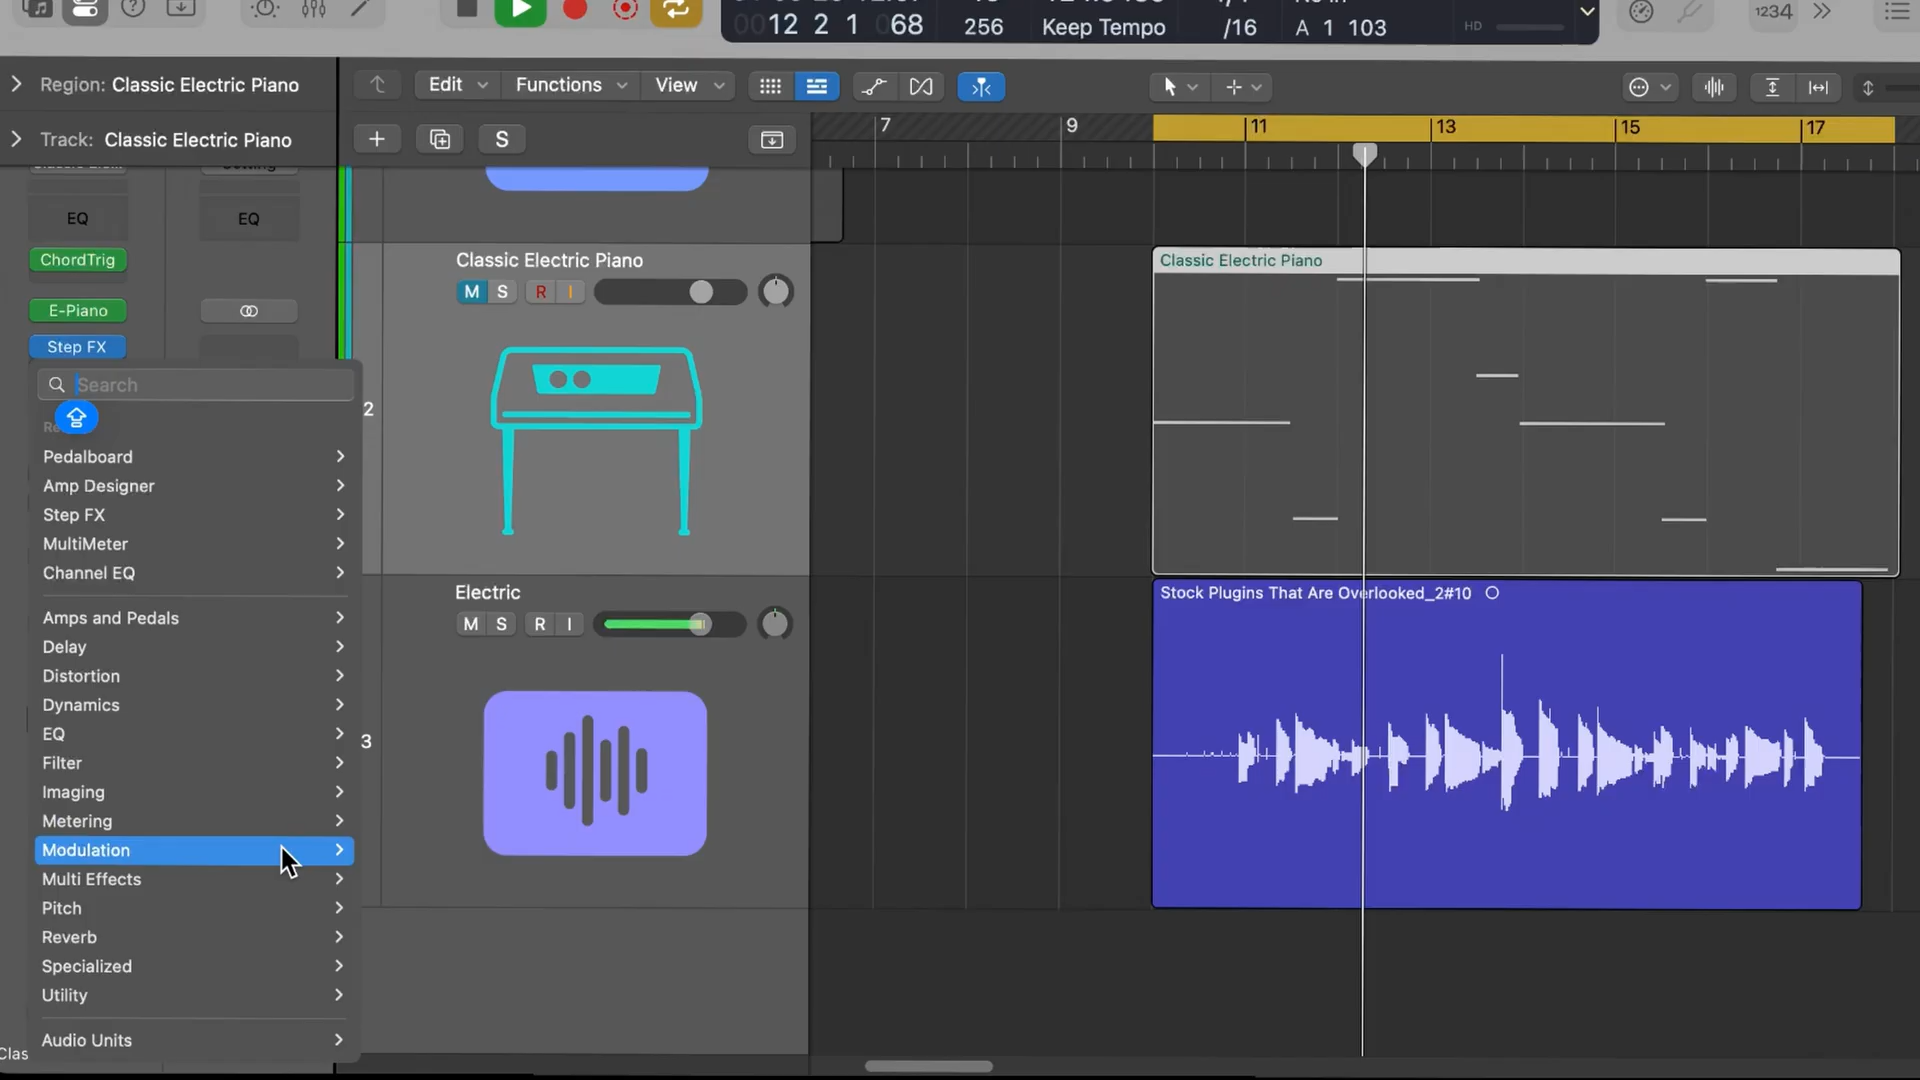 12 2 1 068
256
Keep Tempo
/16
A 1 103
HD
1234
Region: Classic Electric Piano
Edit
Functions
View
Track: Classic Electric Piano
S
7
9
11
13
15
17
EQ
EQ
ChordTrig
E-Piano
Step FX
Search
Pedalboard
Amp Designer
Step FX
MultiMeter
Channel EQ
Amps and Pedals
Delay
Distortion
Dynamics
EQ
Filter
Imaging
Metering
Modulation
Multi Effects
Pitch
Reverb
Specialized
Utility
Audio Units
2
Classic Electric Piano
M S R I
Classic Electric Piano
3
Electric
M S R I
Stock Plugins That Are Overlooked_2#10